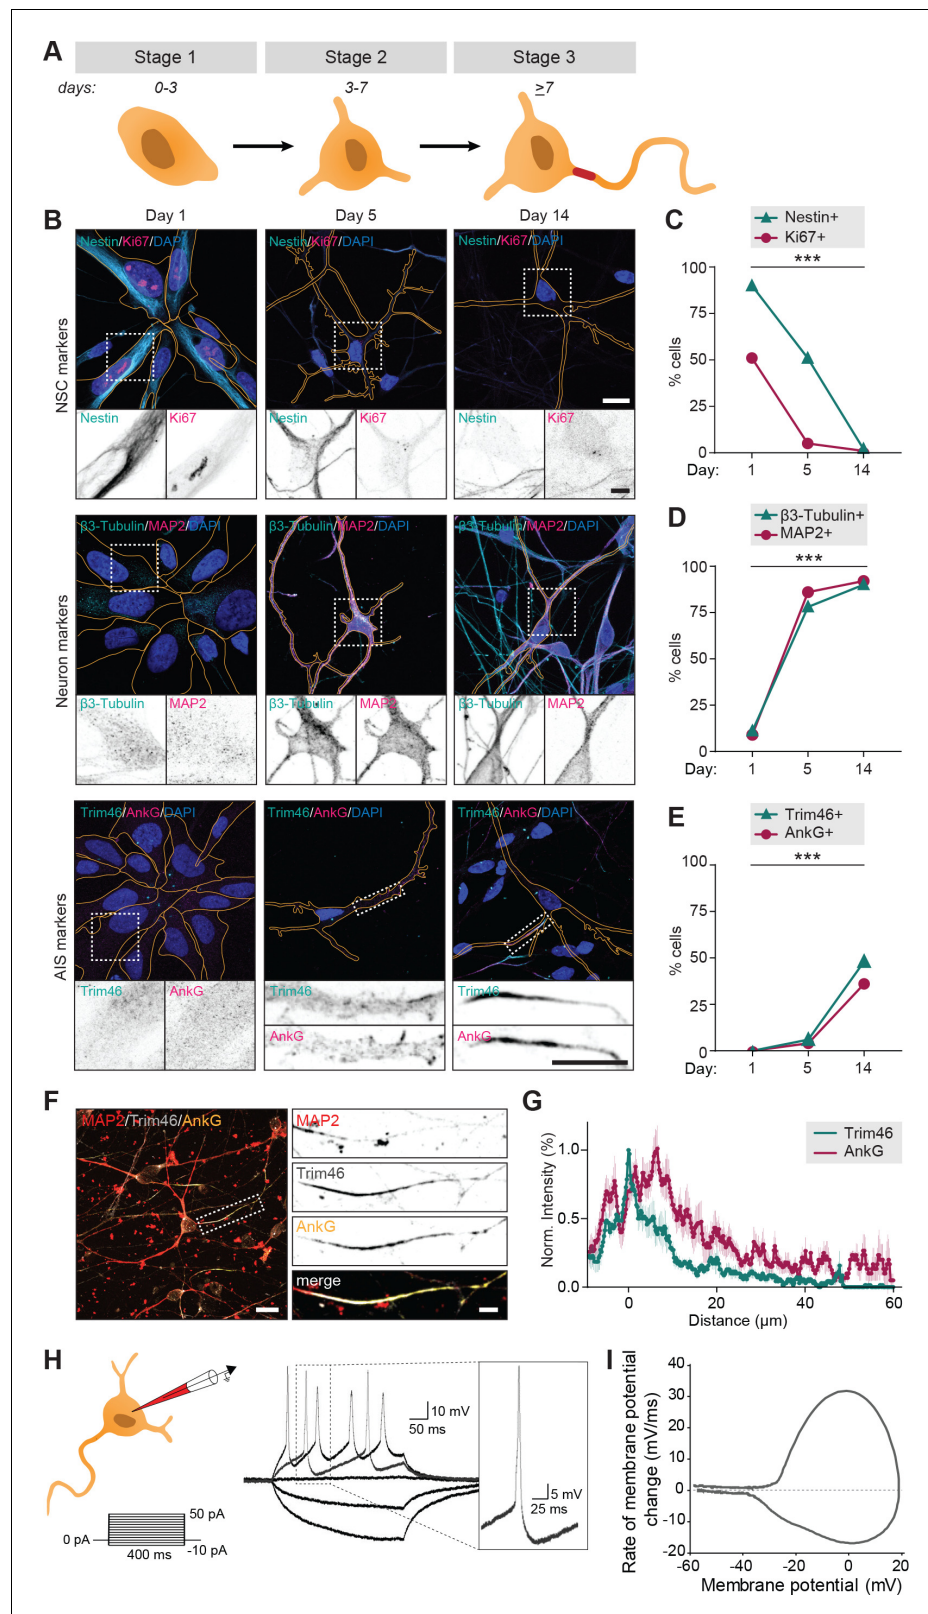 A
Stage 1
Stage 2
Stage 3
days:
0-3
3-7
≥7
B
Day 1
Day 5
Day 14
NSC markers
Nestin/Ki67/DAPI
Nestin/Ki67/DAPI
Nestin/Ki67/DAPI
Nestin
Ki67
Nestin
Ki67
Nestin
Ki67
Neuron markers
β3-Tubulin/MAP2/DAPI
β3-Tubulin/MAP2/DAPI
β3-Tubulin/MAP2/DAPI
β3-Tubulin
MAP2
β3-Tubulin
MAP2
β3-Tubulin
MAP2
AIS markers
Trim46/AnkG/DAPI
Trim46/AnkG/DAPI
Trim46/AnkG/DAPI
Trim46
AnkG
Trim46
AnkG
Trim46
AnkG
C
Nestin+
Ki67+
***
% cells
100
75
50
25
0
Day:
1
5
14
D
β3-Tubulin+
MAP2+
***
% cells
100
75
50
25
0
Day:
1
5
14
E
Trim46+
AnkG+
***
% cells
100
75
50
25
0
Day:
1
5
14
F
MAP2/Trim46/AnkG
MAP2
Trim46
AnkG
merge
G
Trim46
AnkG
Norm. Intensity (%)
1.0
0.5
0.0
0
20
40
60
Distance (µm)
H
50 pA
0 pA
-10 pA
400 ms
10 mV
50 ms
5 mV
25 ms
I
Rate of membrane potential
change (mV/ms)
40
30
20
10
0
-10
-20
-60
-40
-20
0
20
Membrane potential (mV)